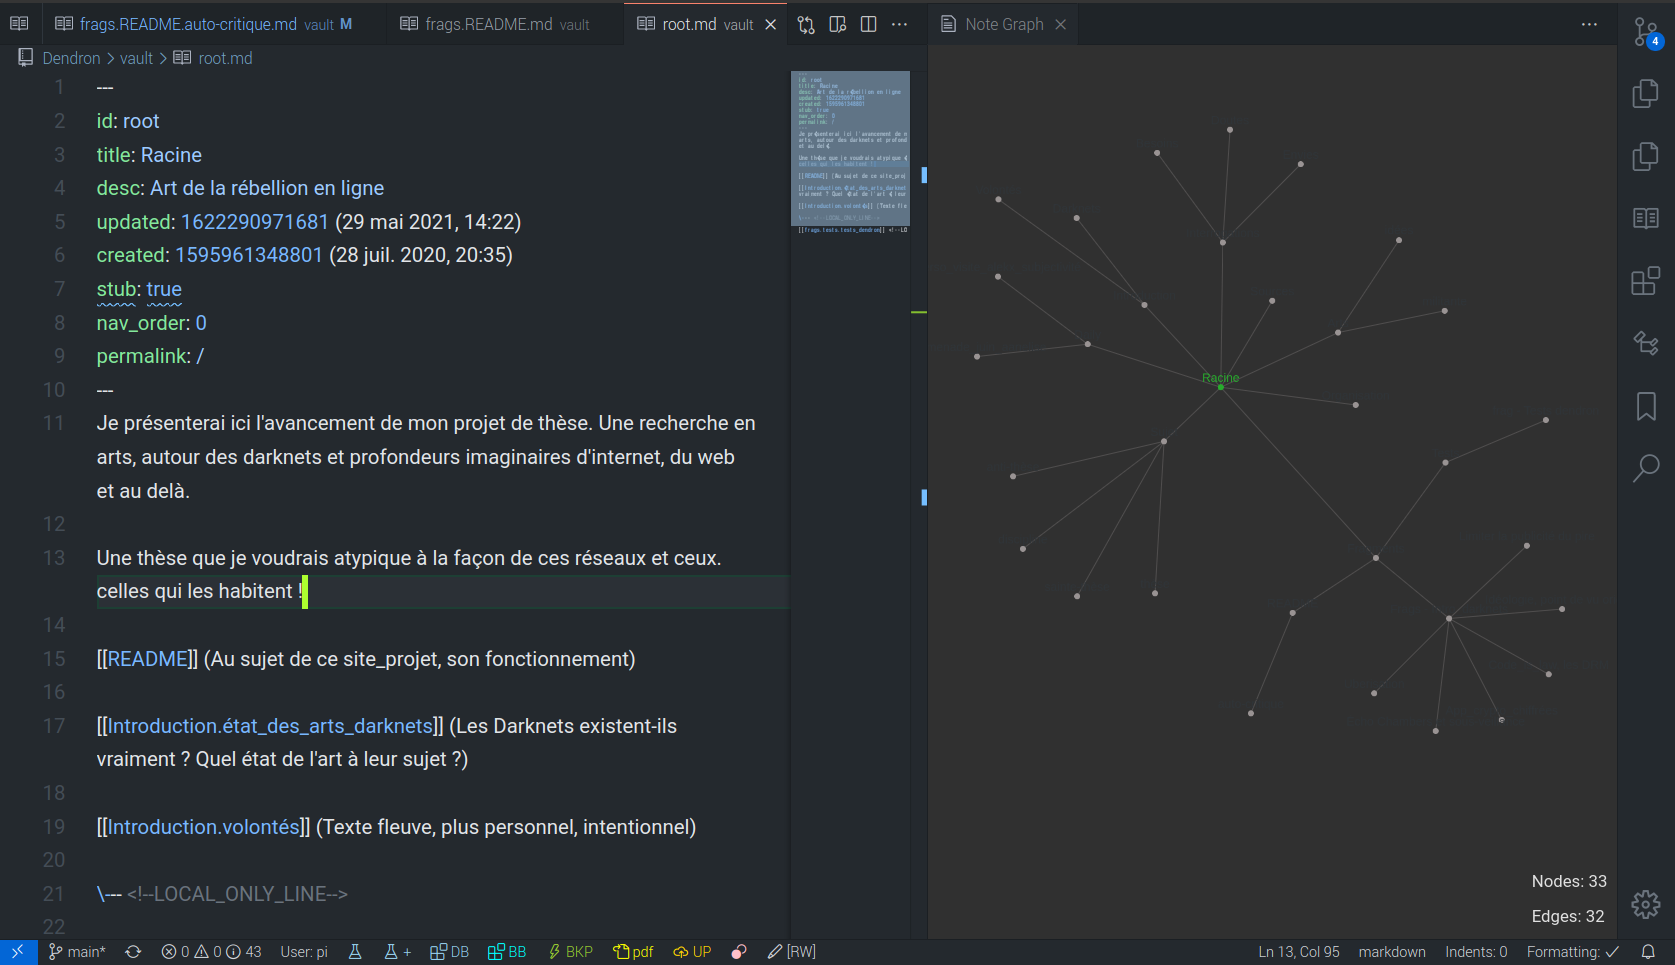 frags.README.auto-critique.md vault M
frags.README.md vault
root.md vault
Note Graph
4
Dendron > vault > root.md
1 ---
2 id: root
3 title: Racine
4 desc: Art de la rébellion en ligne
5 updated: 1622290971681 (29 mai 2021, 14:22)
6 created: 1595961348801 (28 juil. 2020, 20:35)
7 stub: true
8 nav_order: 0
9 permalink: /
10 ---
11 Je présenterai ici l'avancement de mon projet de thèse. Une recherche en
arts, autour des darknets et profondeurs imaginaires d'internet, du web
et au delà.
12
13 Une thèse que je voudrais atypique à la façon de ces réseaux et ceux.
celles qui les habitent !
14
15 [[README]] (Au sujet de ce site_projet, son fonctionnement)
16
17 [[Introduction.état_des_arts_darknets]] (Les Darknets existent-ils
vraiment ? Quel état de l'art à leur sujet ?)
18
19 [[Introduction.volontés]] (Texte fleuve, plus personnel, intentionnel)
20
21 \--- <!--LOCAL_ONLY_LINE-->
22
Racine
Nodes: 33
Edges: 32
main* 0 0 43 User: pi + DB BB BKP pdf UP [RW] Ln 13, Col 95 markdown Indents: 0 Formatting: ✓